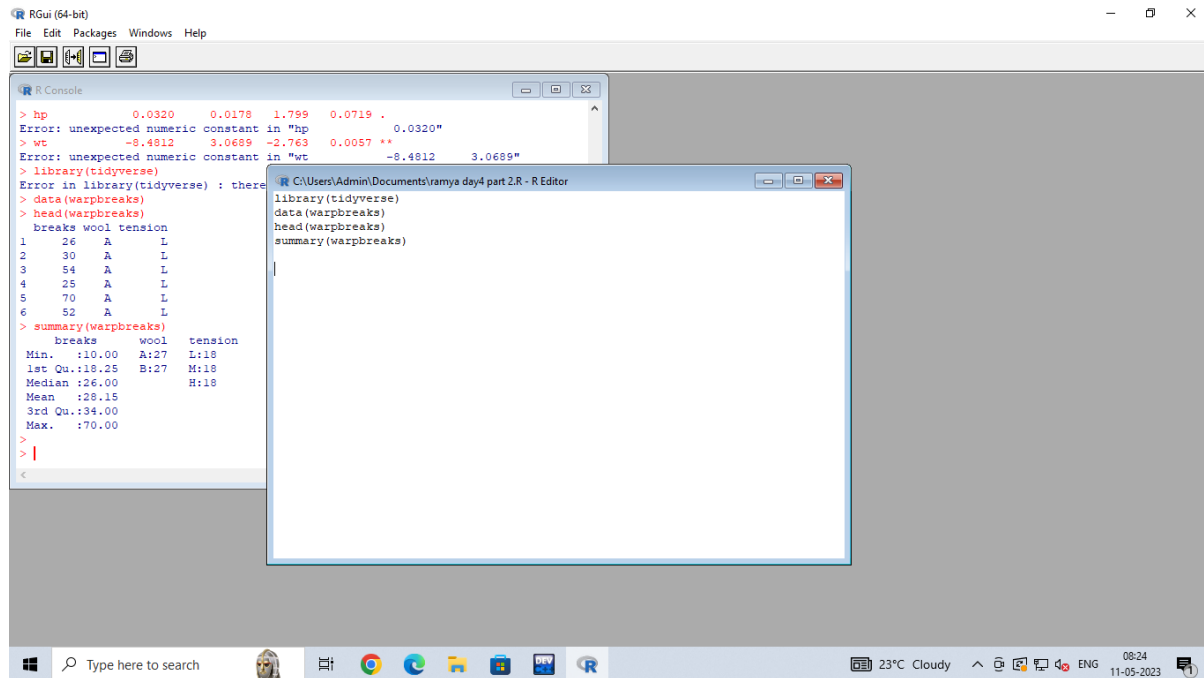 RGui (64-bit)
File Edit Packages Windows Help
R Console
> hp 0.0320 0.0178 1.799 0.0719 .
Error: unexpected numeric constant in "hp 0.0320"
> wt -8.4812 3.0689 -2.763 0.0057 **
Error: unexpected numeric constant in "wt -8.4812 3.0689"
> library(tidyverse)
Error in library(tidyverse) : there
> data(warpbreaks)
> head(warpbreaks)
breaks wool tension
1 26 A L
2 30 A L
3 54 A L
4 25 A L
5 70 A L
6 52 A L
> summary(warpbreaks)
breaks wool tension
Min. :10.00 A:27 L:18
1st Qu.:18.25 B:27 M:18
Median :26.00 H:18
Mean :28.15
3rd Qu.:34.00
Max. :70.00
>
>
C:\Users\Admin\Documents\ramya day4 part 2.R - R Editor
library(tidyverse)
data(warpbreaks)
head(warpbreaks)
summary(warpbreaks)
Type here to search
DEV
23°C Cloudy
ENG
08:24
11-05-2023
1